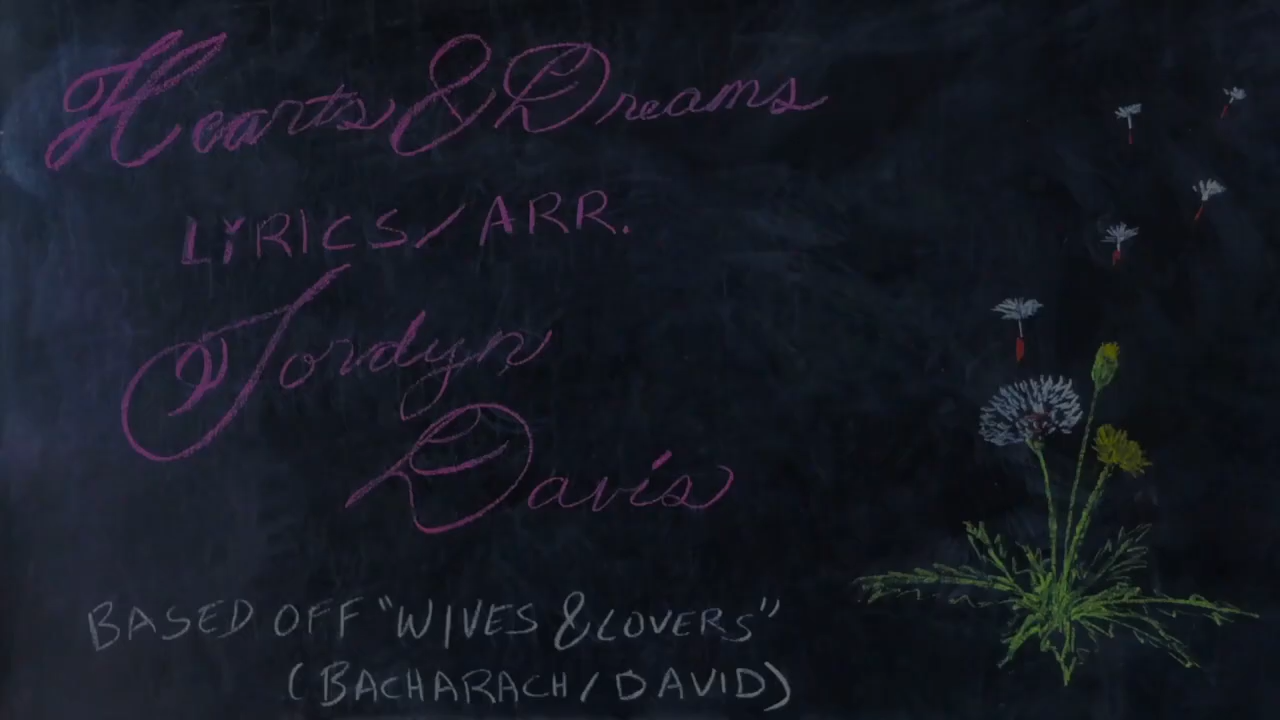 Hearts & Dreams
LYRICS/ARR.
Jordyn
Davis
BASED OFF "WIVES & LOVERS"
(BACHARACH/DAVID)